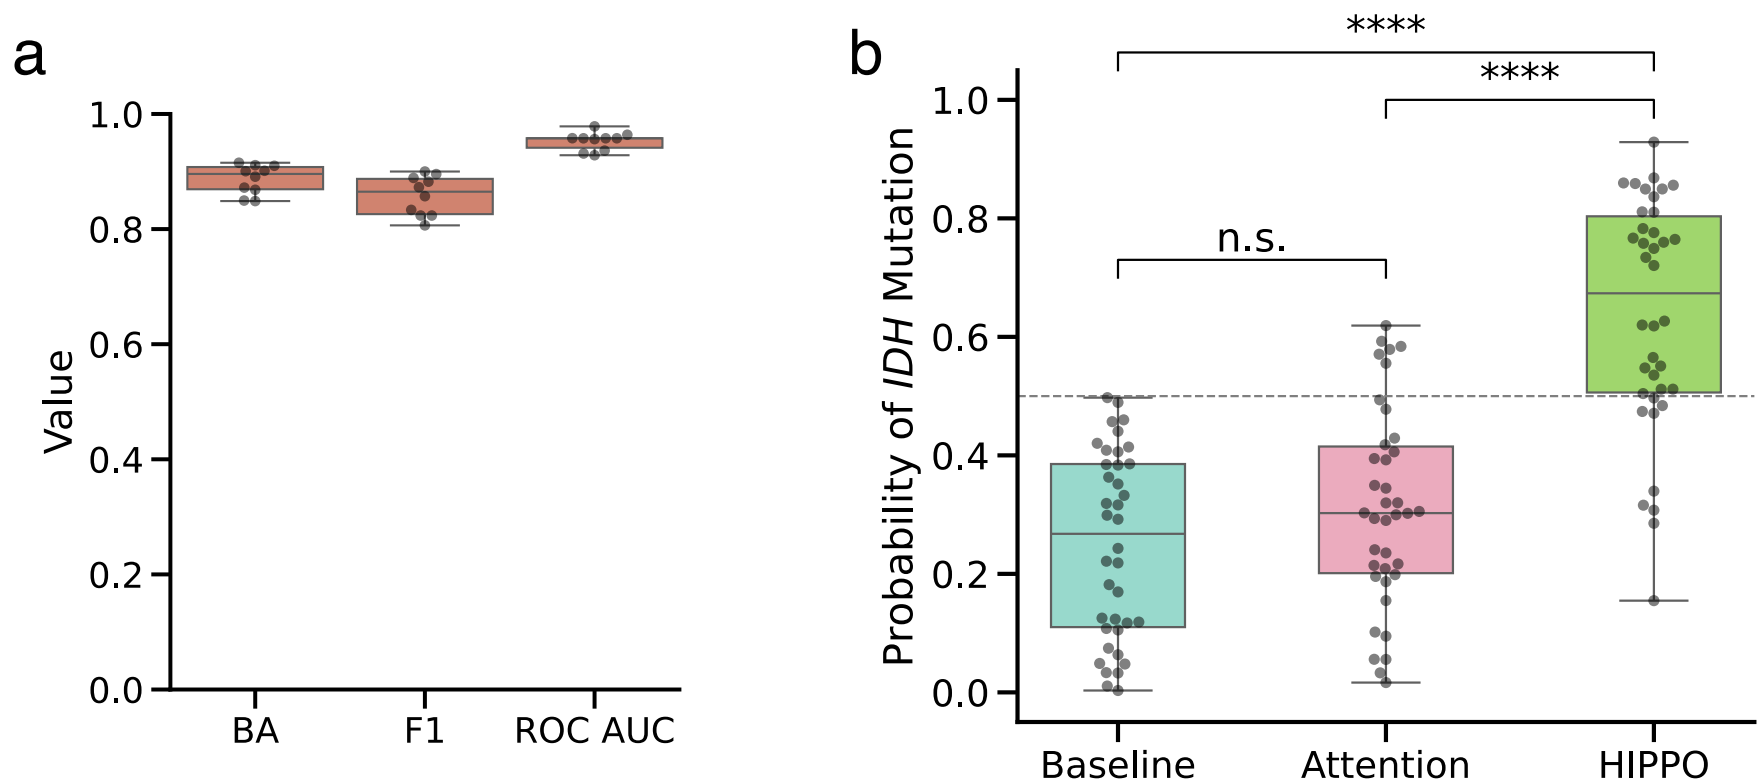 a
Value
1.0
0.8
0.6
0.4
0.2
0.0
BA F1 ROC AUC
b
Probability of IDH Mutation
****
****
n.s.
1.0
0.8
0.6
0.4
0.2
0.0
Baseline Attention HIPPO